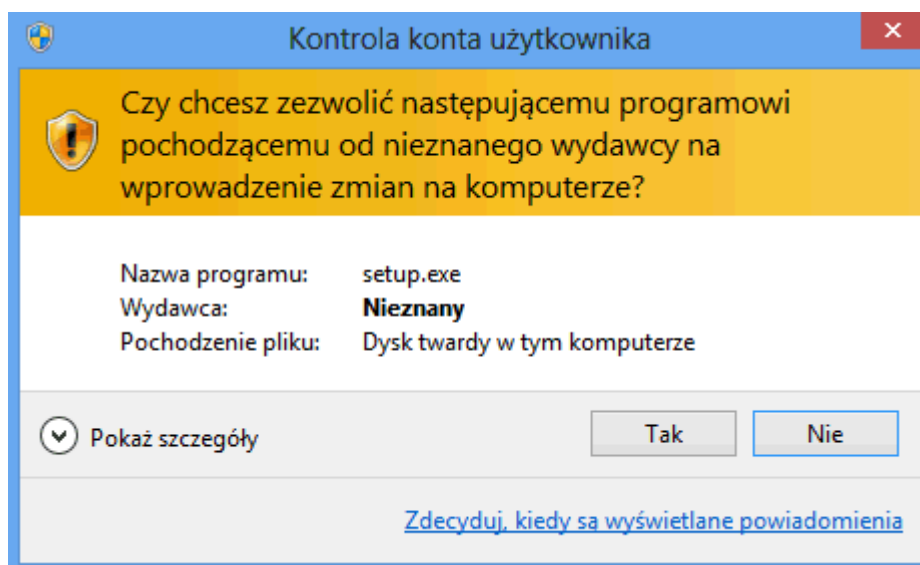 Kontrola konta użytkownika
Czy chcesz zezwolić następującemu programowi
pochodzącemu od nieznanego wydawcy na
wprowadzenie zmian na komputerze?
Nazwa programu: setup.exe
Wydawca: Nieznany
Pochodzenie pliku: Dysk twardy w tym komputerze
Pokaż szczegóły Tak Nie
Zdecyduj, kiedy są wyświetlane powiadomienia